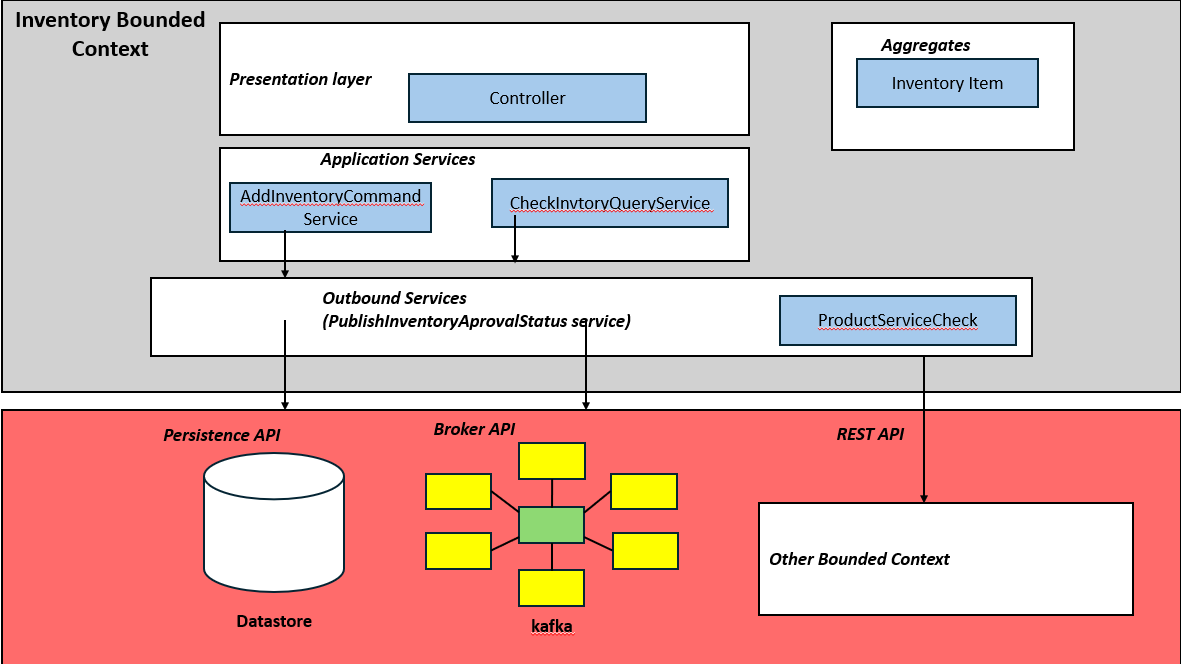 Inventory Bounded
Context
Presentation layer
Controller
Aggregates
Inventory Item
Application Services
AddInventoryCommand
Service
CheckInvtoryQueryService
Outbound Services
(PublishInventoryAprovalStatus service)
ProductServiceCheck
Persistence API
Broker API
REST API
Other Bounded Context
Datastore
kafka